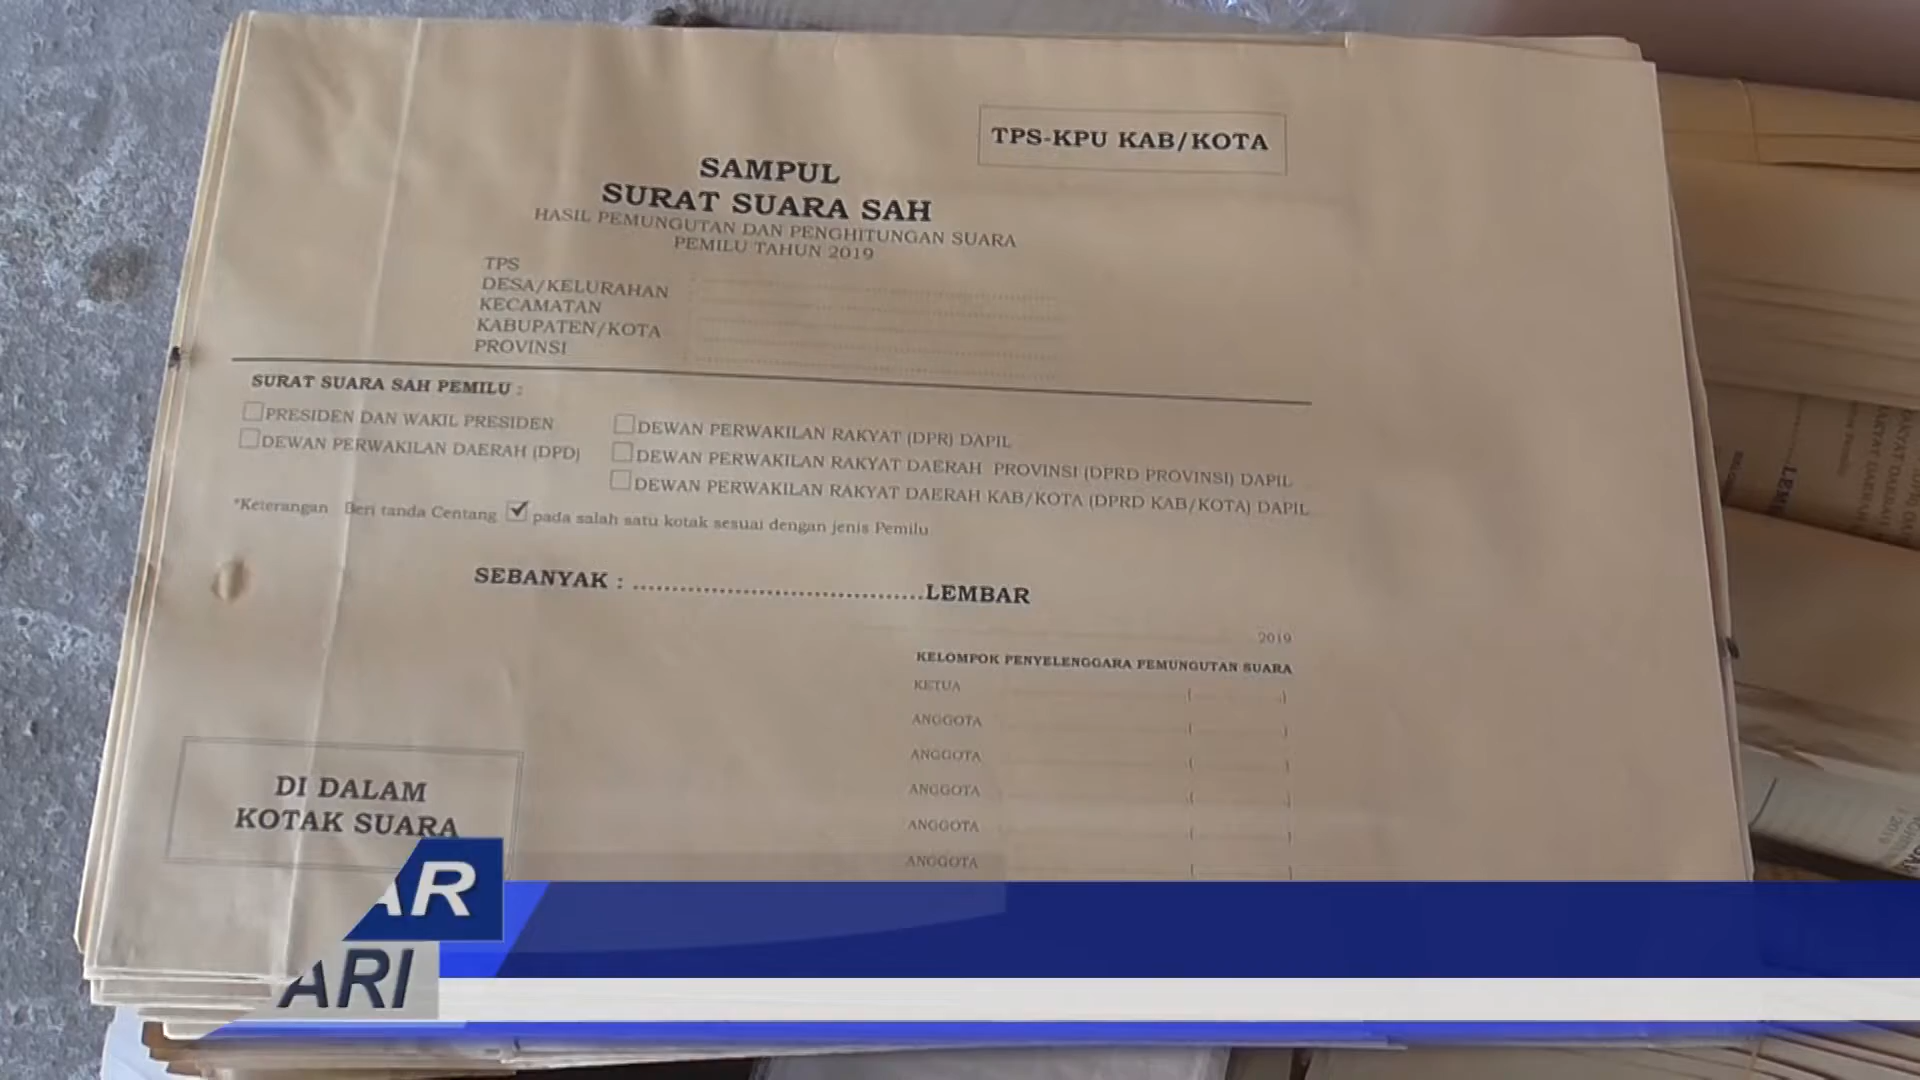 TPS-KPU KAB/KOTA
SAMPUL
SURAT SUARA SAH
HASIL PEMUNGUTAN DAN PENGHITUNGAN SUARA
PEMILU TAHUN 2019
TPS
DESA/KELURAHAN
KECAMATAN
KABUPATEN/KOTA
PROVINSI
SURAT SUARA SAH PEMILU :
PRESIDEN DAN WAKIL PRESIDEN
DEWAN PERWAKILAN DAERAH (DPD)
DEWAN PERWAKILAN RAKYAT (DPR) DAPIL
DEWAN PERWAKILAN RAKYAT DAERAH PROVINSI (DPRD PROVINSI) DAPIL
DEWAN PERWAKILAN RAKYAT DAERAH KAB/KOTA (DPRD KAB/KOTA) DAPIL
*Keterangan Beri tanda Centang ✔ pada salah satu kotak sesuai dengan jenis Pemilu
SEBANYAK : ....................................LEMBAR
2019
KELOMPOK PENYELENGGARA PEMUNGUTAN SUARA
KETUA
ANGGOTA
ANGGOTA
ANGGOTA
ANGGOTA
ANGGOTA
DI DALAM
KOTAK SUARA
AR
ARI